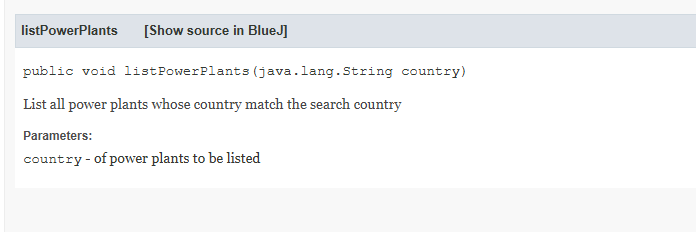 listPowerPlants [Show source in BlueJ]
public void listPowerPlants(java.lang.String country)
List all power plants whose country match the search country
Parameters:
country - of power plants to be listed